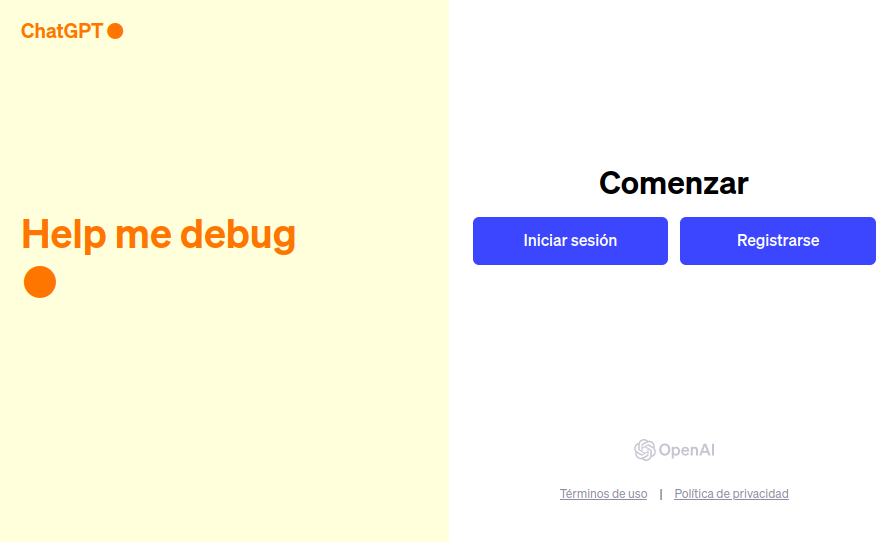 ChatGPT
Help me debug
Comenzar
Iniciar sesión
Registrarse
OpenAI
Términos de uso | Política de privacidad